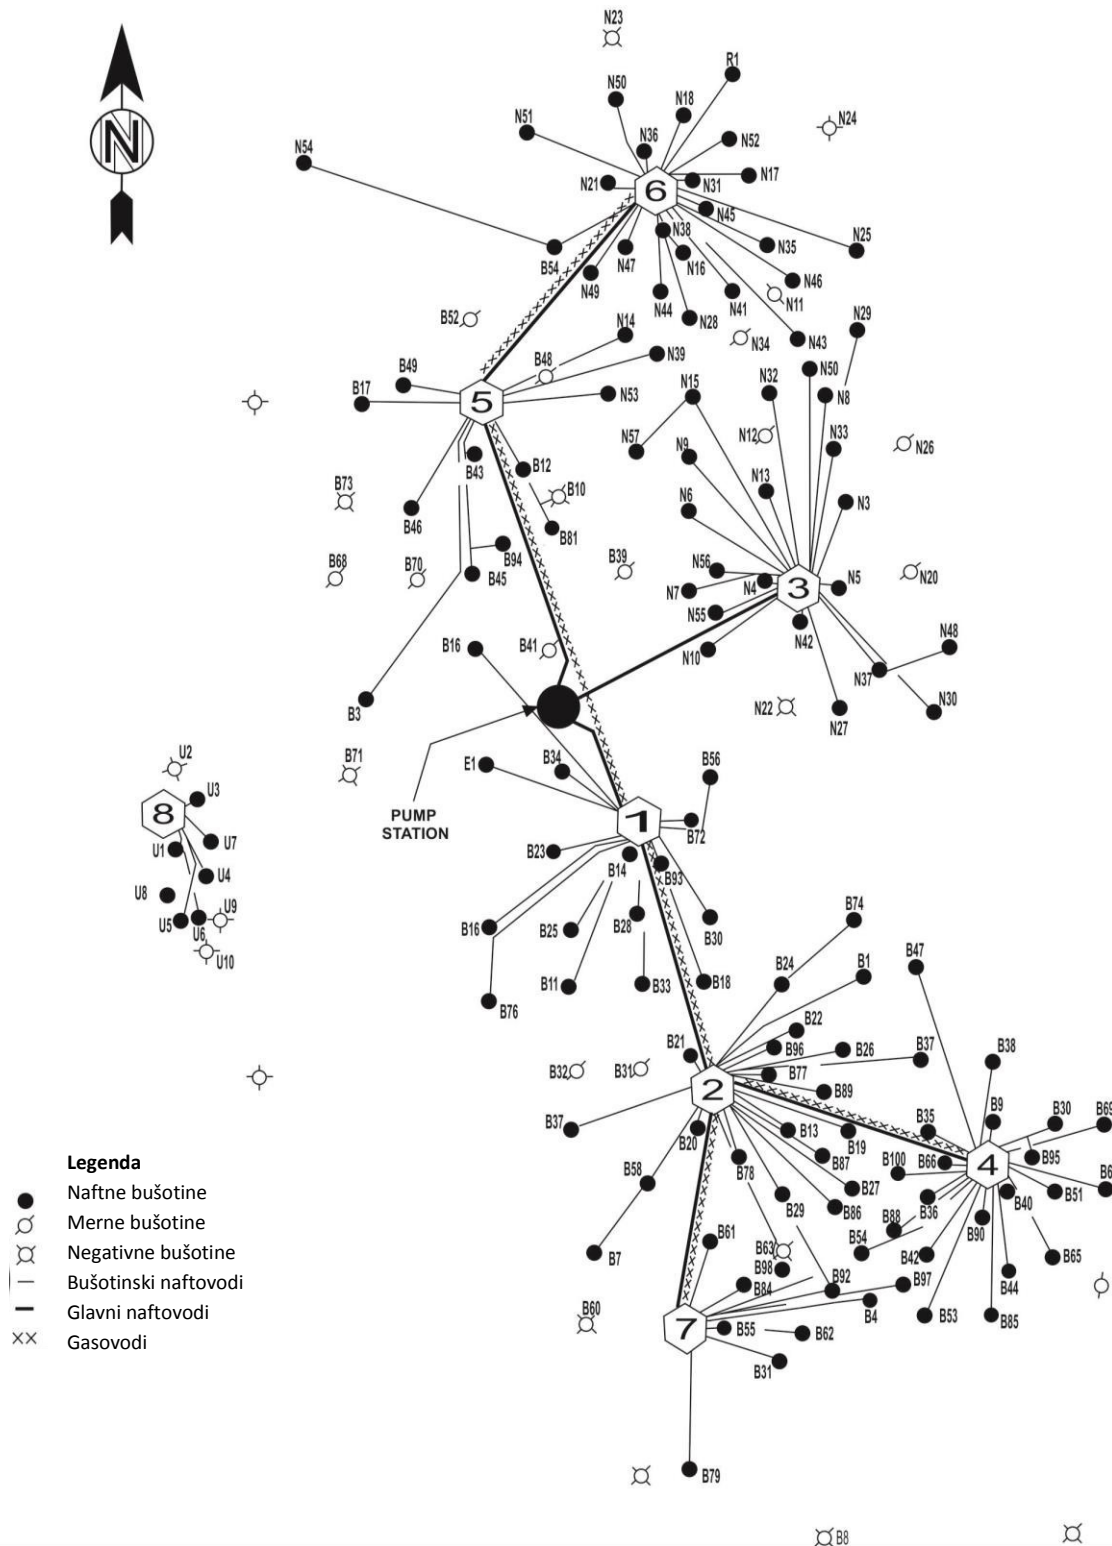 N23
R1
N50
N18
N51
N24
N36
N52
N54
N
N17
N21
N31
6
N45
N38
N35
N25
B54
N47
N16
N49
N46
N11
N44
N41
N28
B52
N14
N29
N34
N43
N39
B48
N50
B49
N32
B17
5
N53
N15
N8
N57
N12
N33
N26
N9
B43
B12
N13
B73
B10
N6
N3
B46
B81
B94
B68
B70
B39
N56
N20
B45
N4
3
N5
N7
N55
N42
B16
B41
N48
N10
N37
B3
N22
N27
N30
U2
B71
E1
B34
B56
U3
8
PUMP
STATION
1
U7
B72
U1
B23
B14
B93
U4
U8
U9
B74
U5
U6
B16
B25
B28
B30
U10
B47
B24
B1
B11
B33
B18
B76
B22
B21
B96
B26
B37
B38
B32
B31
B77
2
B89
B9
B30
B69
B37
B35
B20
B13
B19
B95
Legenda
B66
4
B100
B58
B78
B87
B6
Naftne bušotine
B27
B51
B40
B29
B36
Merne bušotine
B86
B88
B90
B61
B54
Negativne bušotine
B63
B42
B65
B7
B98
Bušotinski naftovodi
B84
B92
B97
B44
Glavni naftovodi
B60
B4
B53
B85
XX
Gasovodi
7
B55
B62
B31
B79
B8